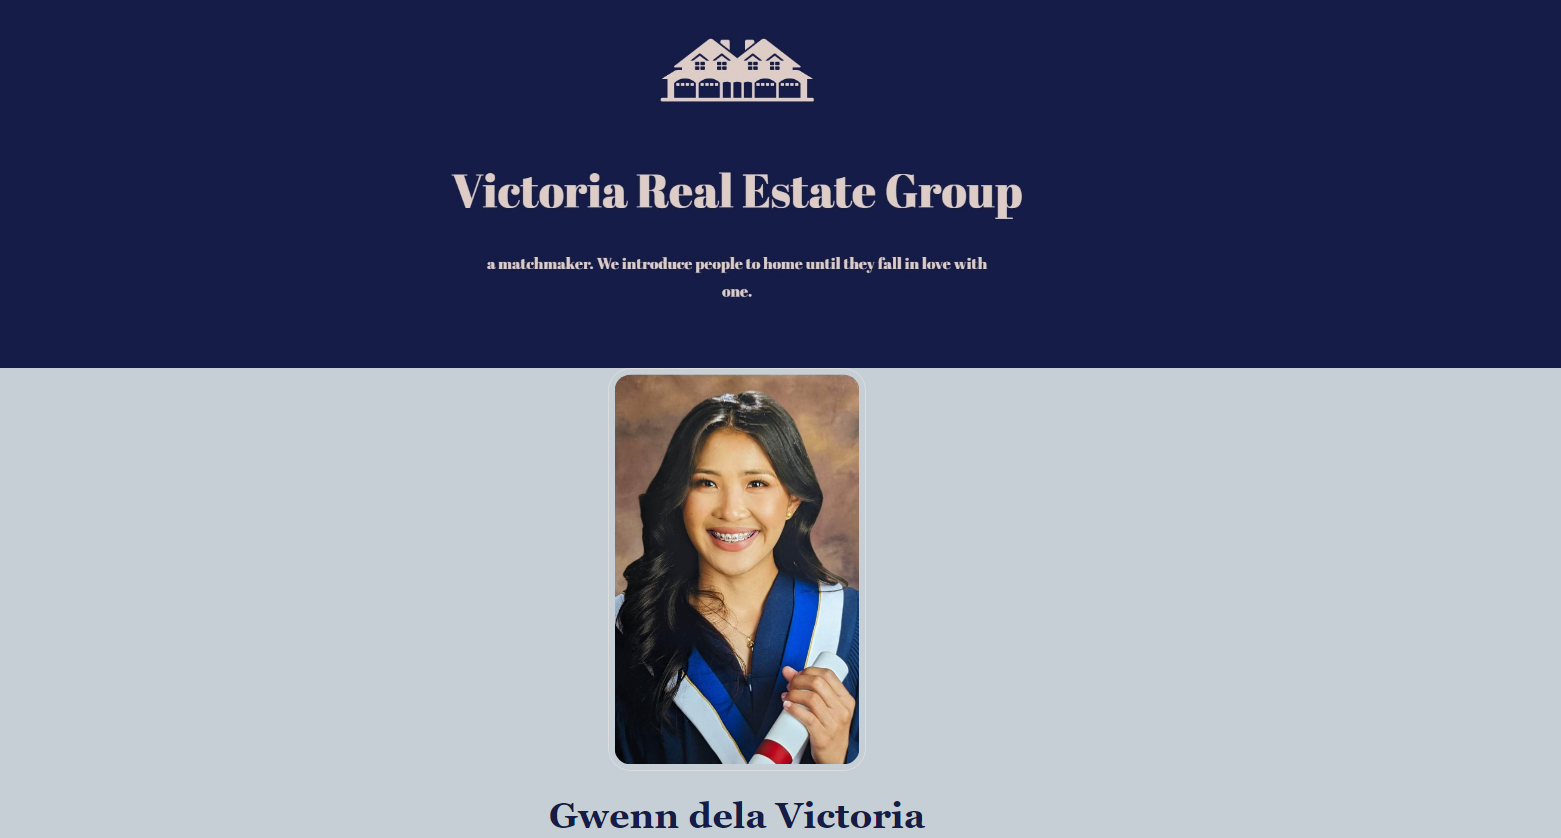 Victoria Real Estate Group
a matchmaker. We introduce people to home until they fall in love with
one.
Gwenn dela Victoria